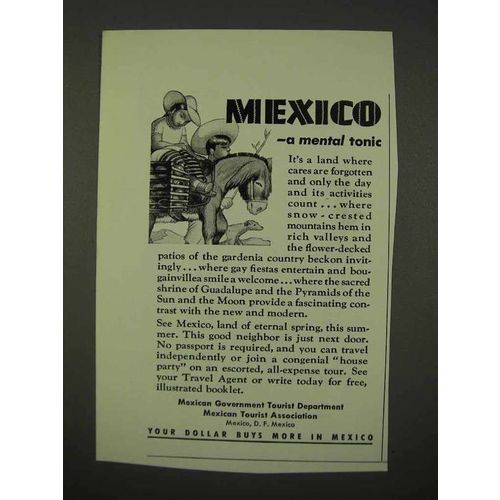 MEXICO
—a mental tonic
It's a land where
cares are forgotten
and only the day
and its activities
count . . . where
snow-crested
mountains hem in
rich valleys and
the flower-decked
patios of the gardenia country beckon invit-
ingly . . . where gay fiestas entertain and bou-
gainvillea smile a welcome . . . where the sacred
shrine of Guadalupe and the Pyramids of the
Sun and the Moon provide a fascinating con-
trast with the new and modern.
See Mexico, land of eternal spring, this sum-
mer. This good neighbor is just next door.
No passport is required, and you can travel
independently or join a congenial "house
party" on an escorted, all-expense tour. See
your Travel Agent or write today for free,
illustrated booklet.
Mexican Government Tourist Department
Mexican Tourist Association
Mexico, D. F. Mexico
YOUR DOLLAR BUYS MORE IN MEXICO